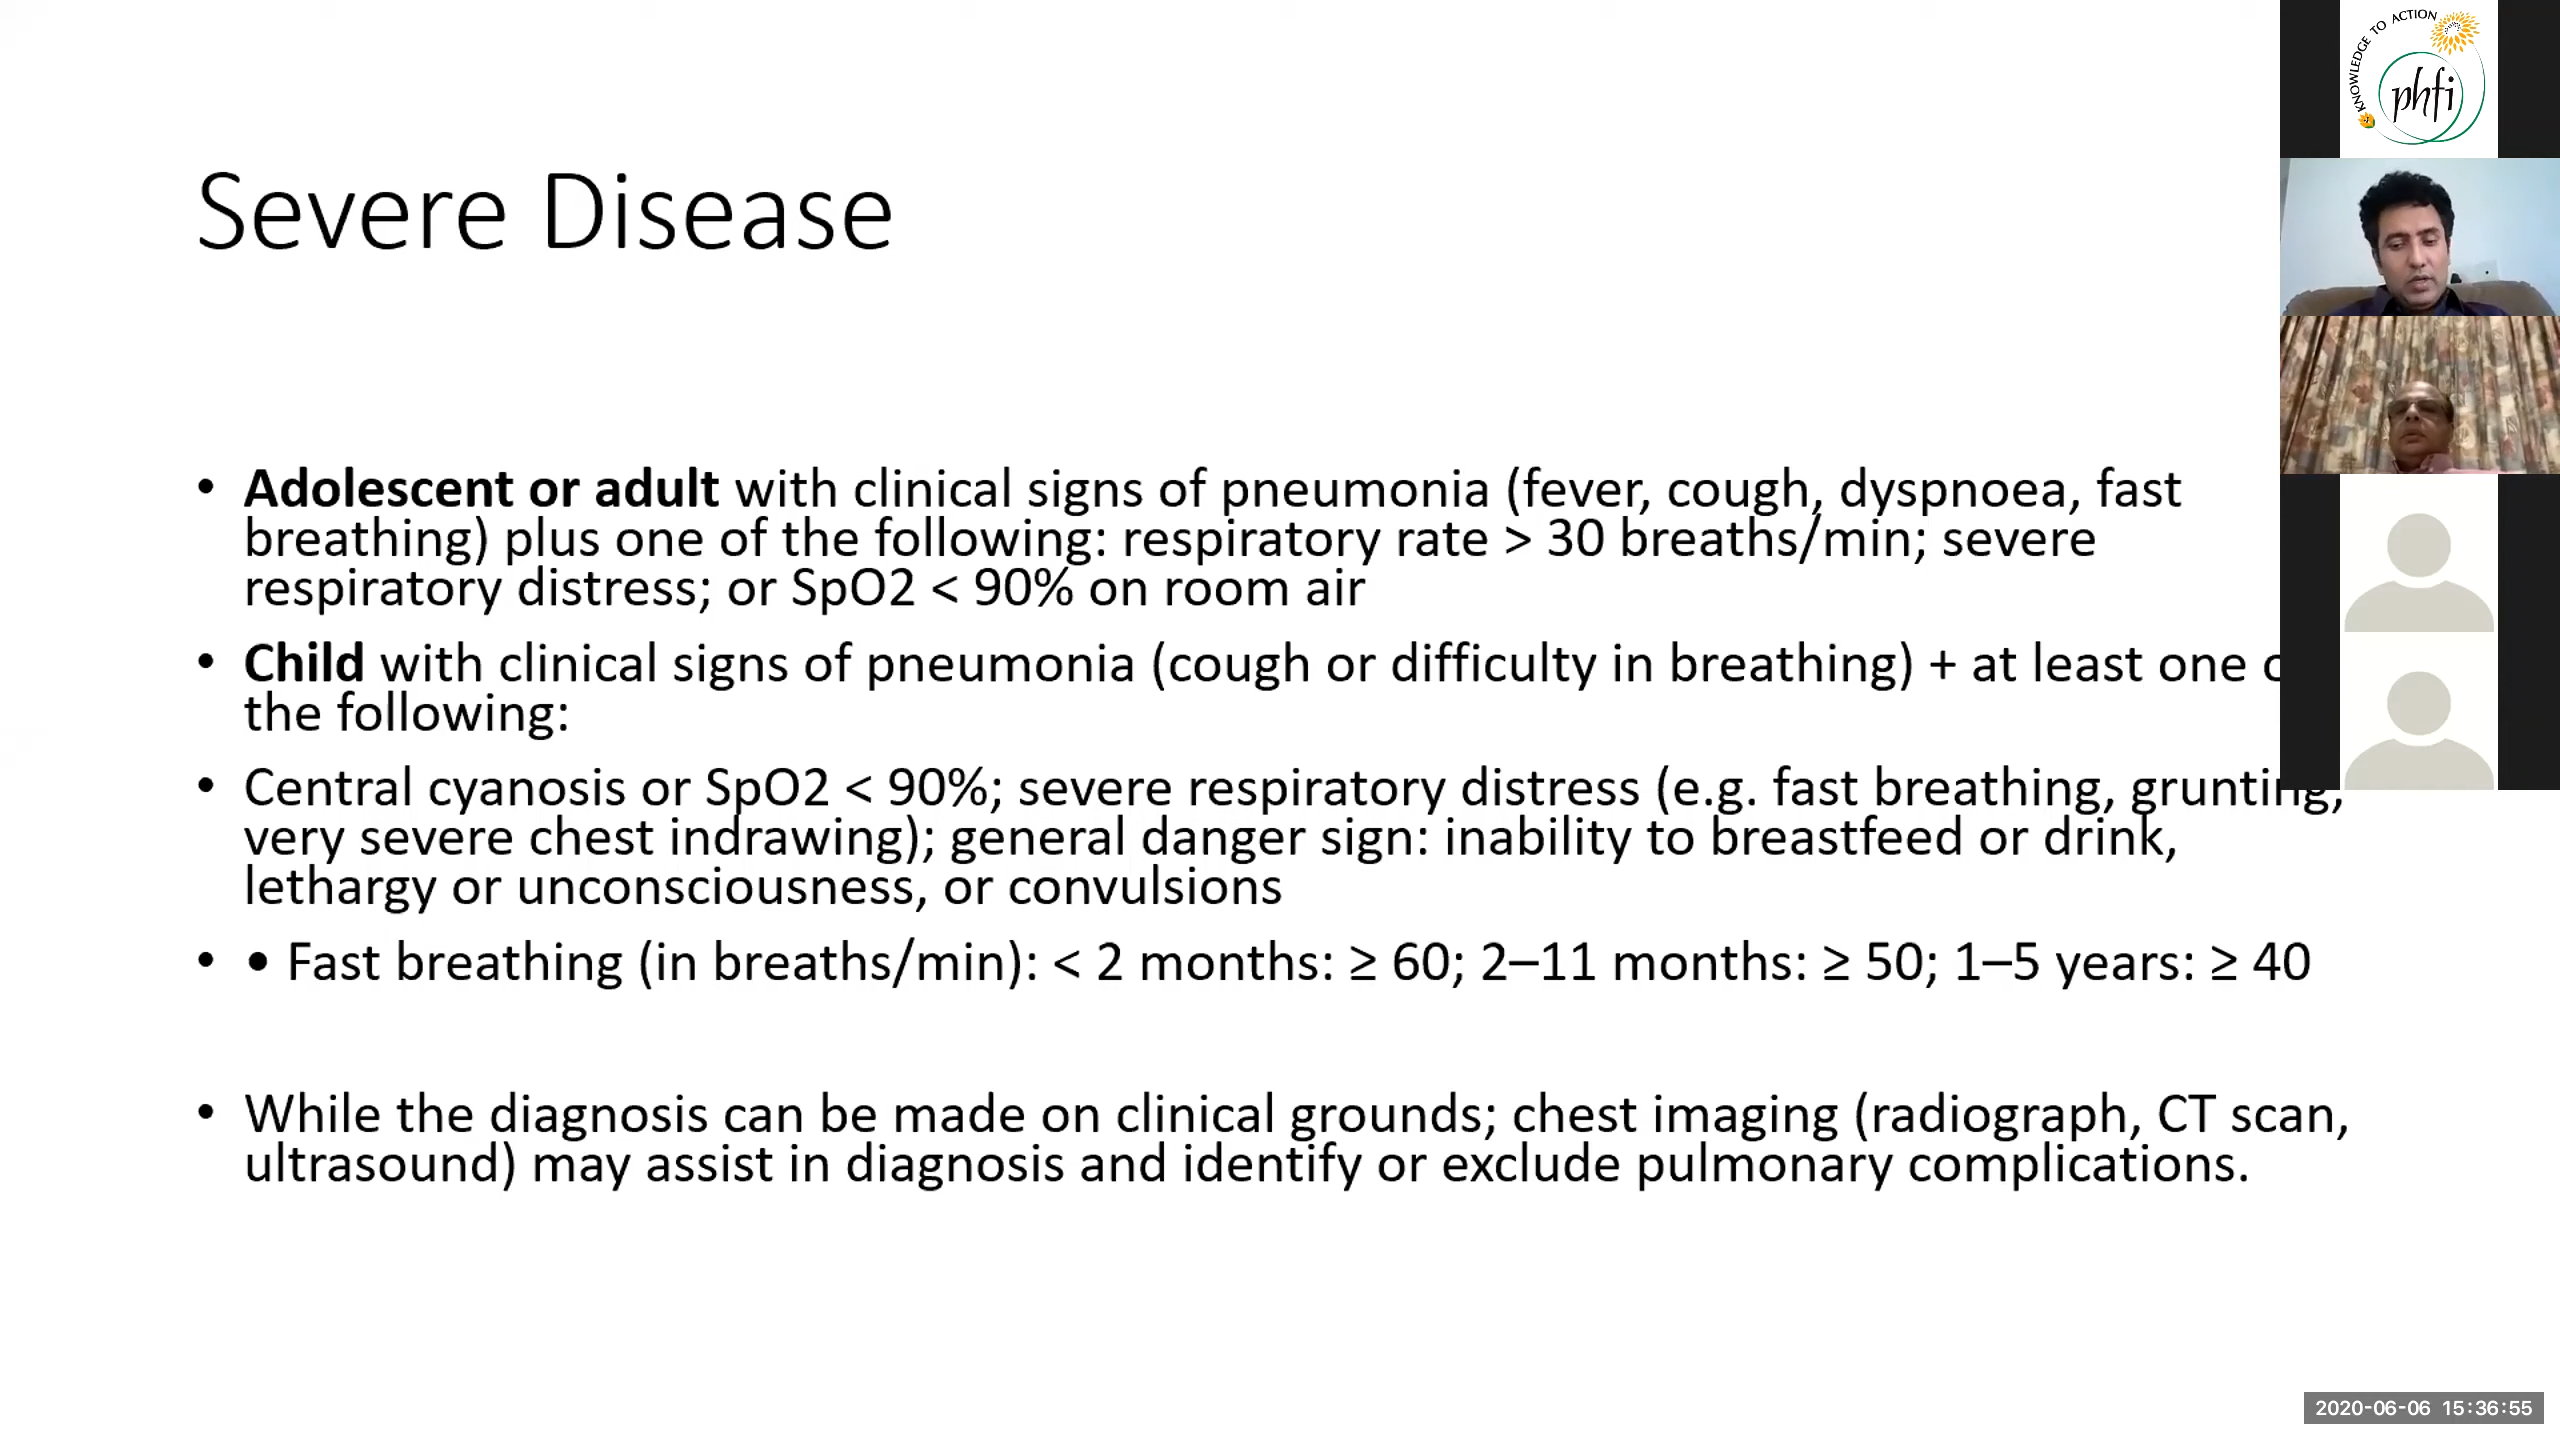 KNOWLEDGE TO ACTION
phfi
Severe Disease
• Adolescent or adult with clinical signs of pneumonia (fever, cough, dyspnoea, fast
breathing) plus one of the following: respiratory rate > 30 breaths/min; severe
respiratory distress; or SpO2 < 90% on room air
• Child with clinical signs of pneumonia (cough or difficulty in breathing) + at least one
the following:
• Central cyanosis or SpO2 < 90%; severe respiratory distress (e.g. fast breathing, grunting,
very severe chest indrawing); general danger sign: inability to breastfeed or drink,
lethargy or unconsciousness, or convulsions
• • Fast breathing (in breaths/min): < 2 months: ≥ 60; 2–11 months: ≥ 50; 1–5 years: ≥ 40
• While the diagnosis can be made on clinical grounds; chest imaging (radiograph, CT scan,
ultrasound) may assist in diagnosis and identify or exclude pulmonary complications.
2020-06-06 15:36:55